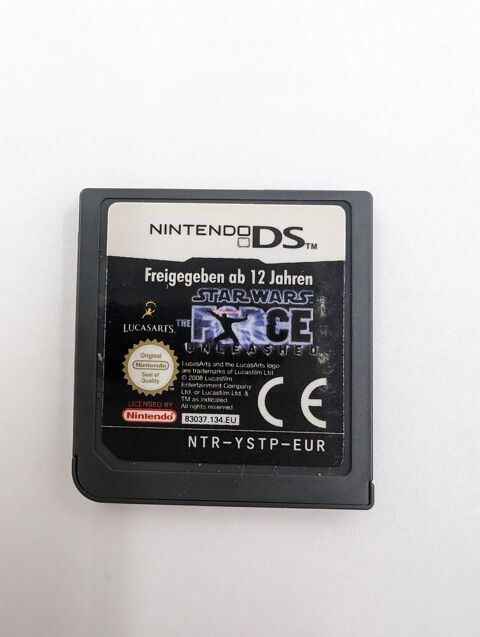 NINTENDO DS TM
Freigegeben ab 12 Jahren
STAR WARS
THE FORCE
UNLEASHED
LUCASARTS.
Original
Nintendo
Seal of
Quality
LucasArts and the LucasArts logo
are trademarks of Lucasfilm Ltd.
© 2008 Lucasfilm
Entertainment Company
Ltd. or Lucasfilm Ltd. &
TM as indicated.
All rights reserved.
LICENSED BY
Nintendo
83037.134.EU
CE
NTR-YSTP-EUR